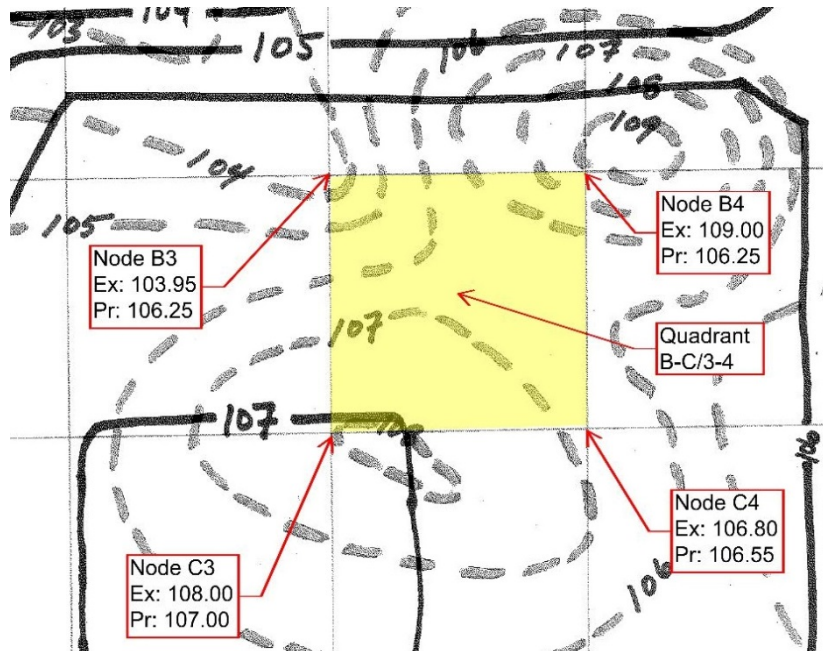 104
103
105
106
107
108
109
104
105
Node B3
Ex: 103.95
Pr: 106.25
Node B4
Ex: 109.00
Pr: 106.25
107
Quadrant
B-C/3-4
107
106
Node C3
Ex: 108.00
Pr: 107.00
Node C4
Ex: 106.80
Pr: 106.55
106